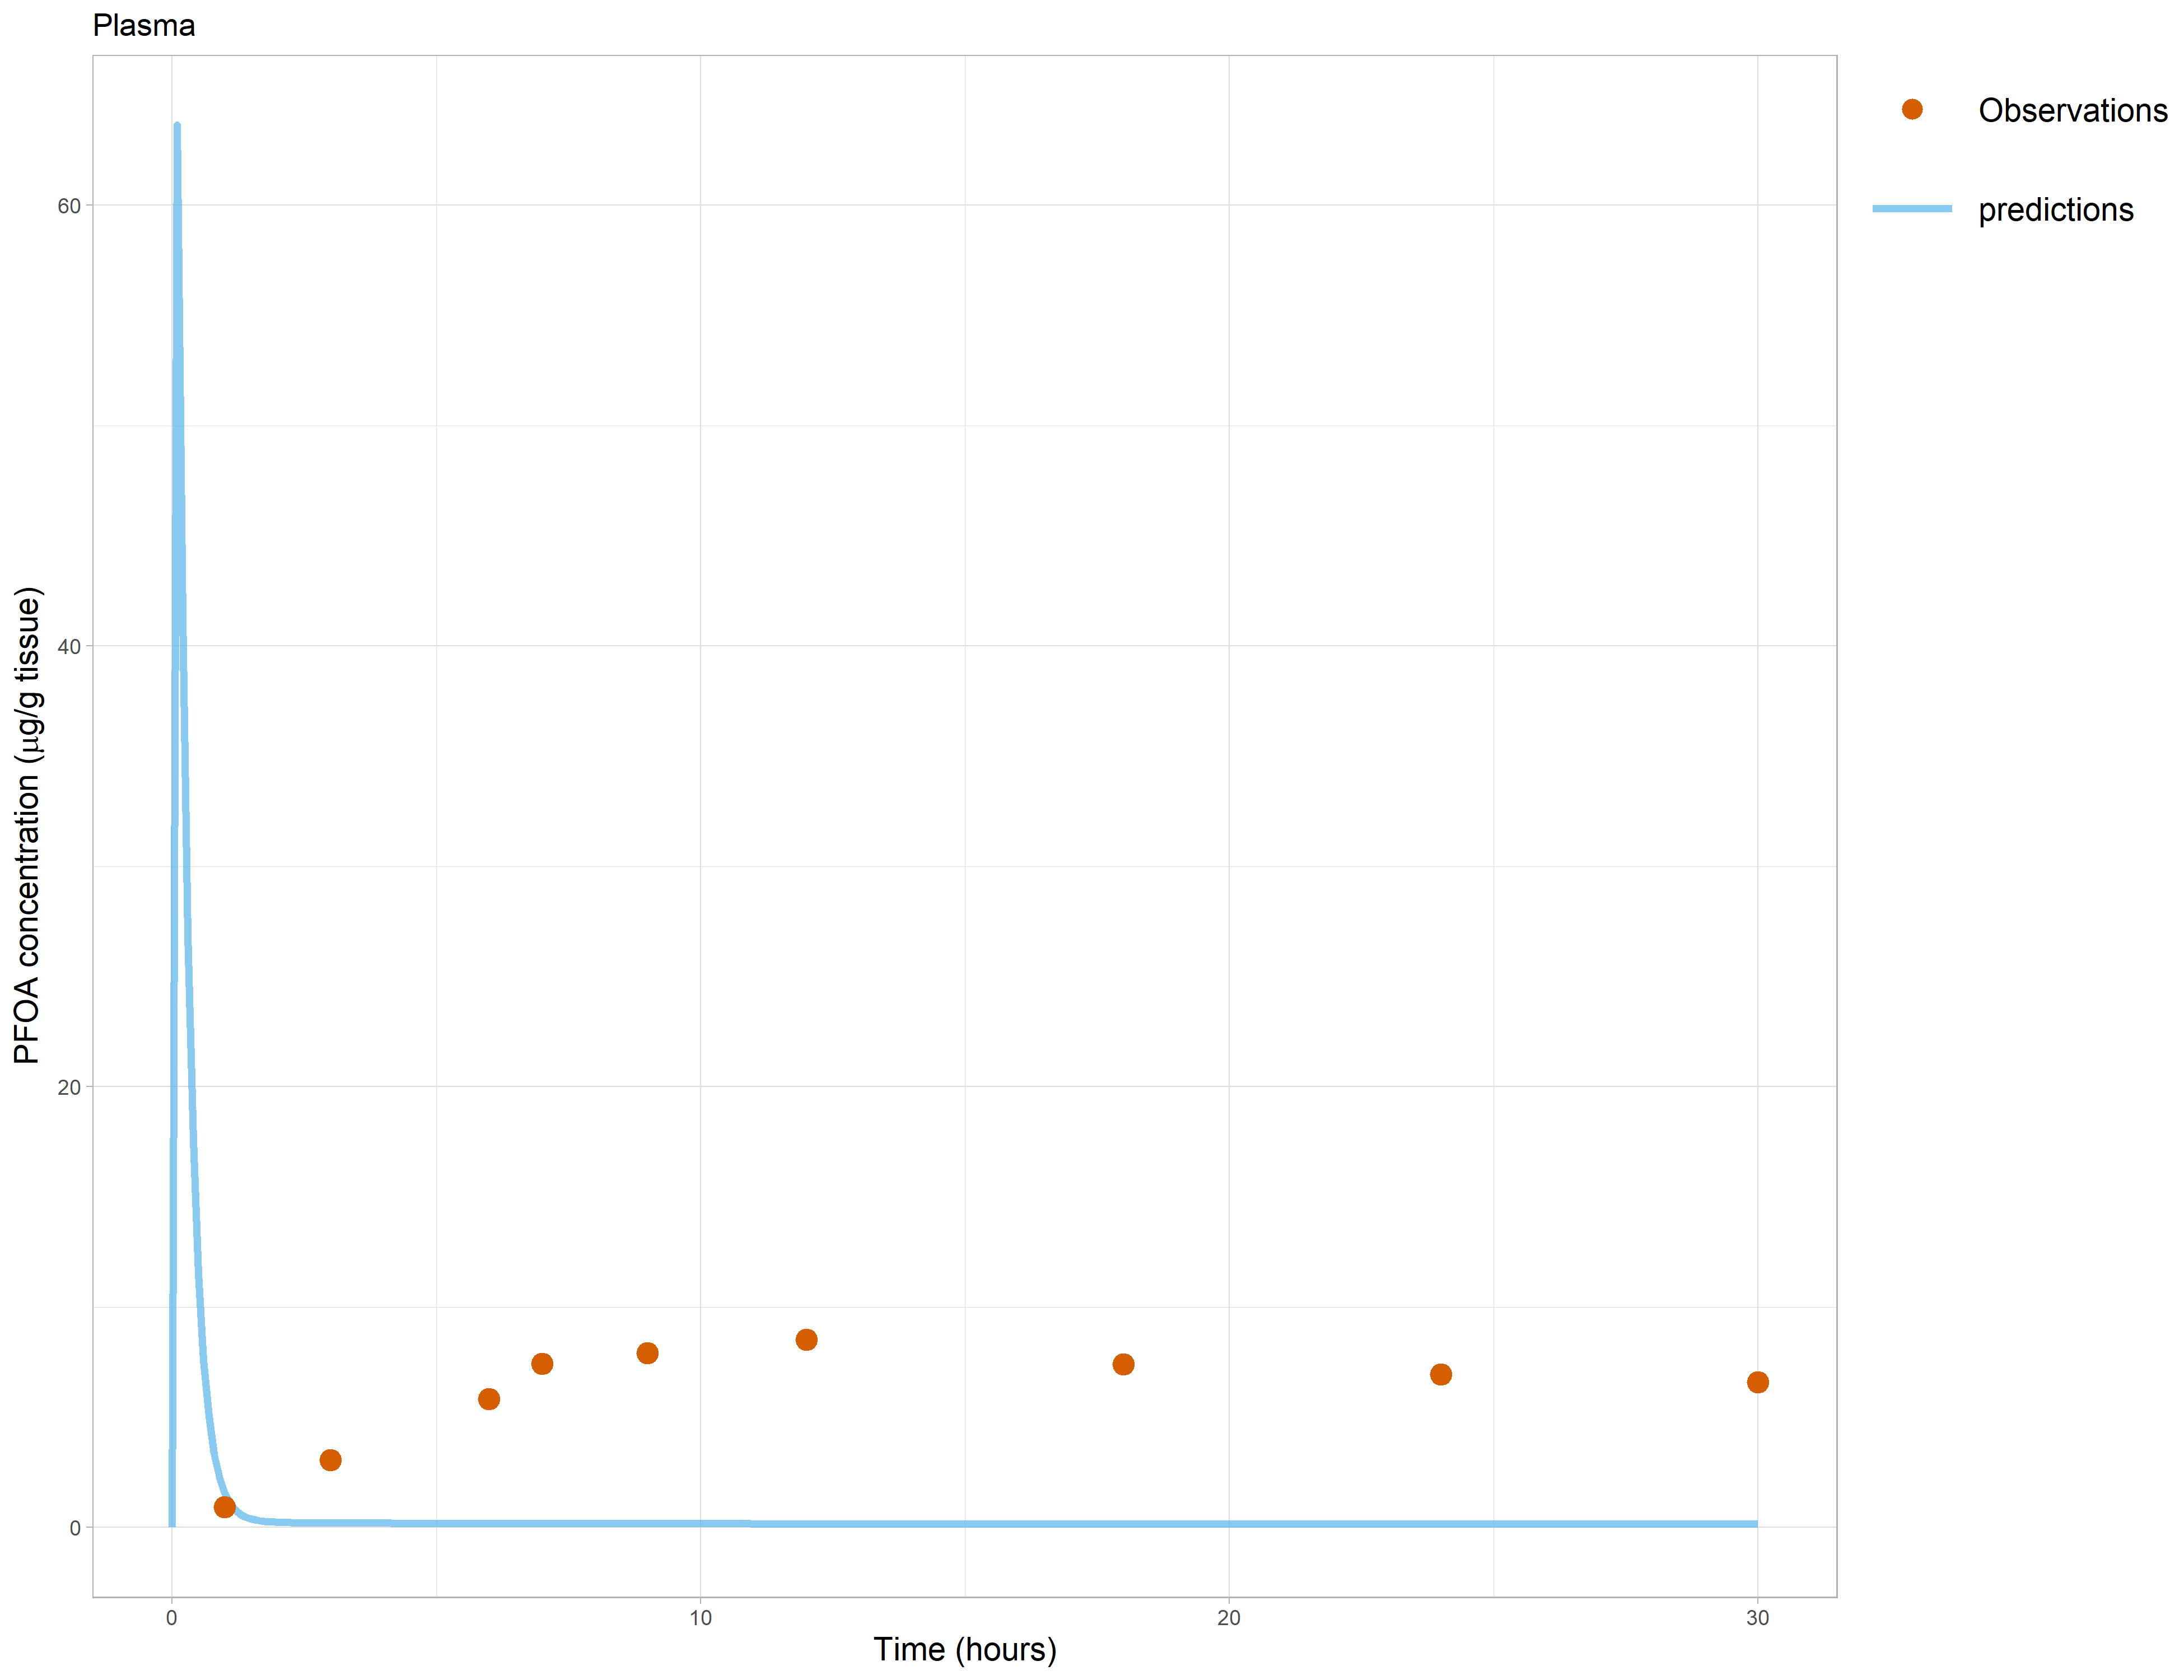 Plasma
Observations
predictions
PFOA concentration (μg/g tissue)
60
40
20
0
0 10 20 30
Time (hours)